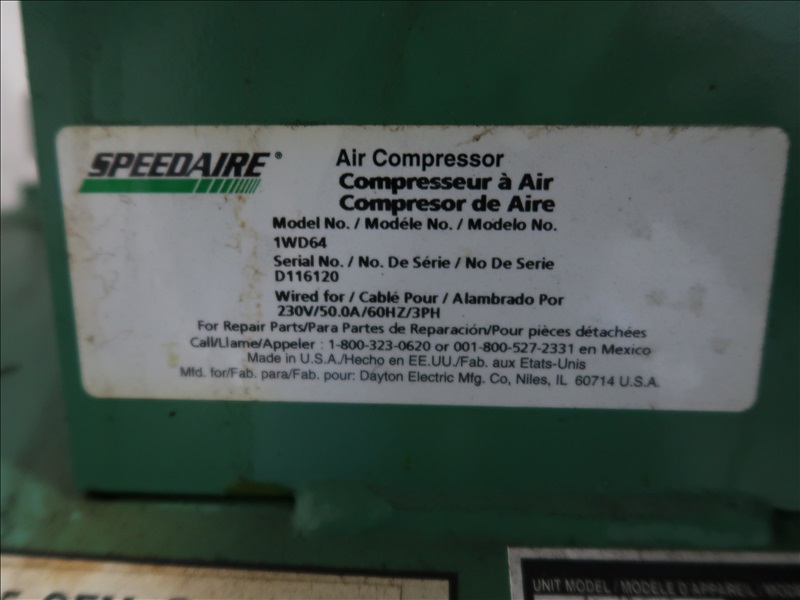 SPEEDAIRE®
Air Compressor
Compresseur à Air
Compresor de Aire
Model No. / Modéle No. / Modelo No.
1WD64
Serial No. / No. De Série / No De Serie
D116120
Wired for / Cablé Pour / Alambrado Por
230V/50.0A/60HZ/3PH
For Repair Parts/Para Partes de Reparación/Pour pièces détachées
Call/Llame/Appeler : 1-800-323-0620 or 001-800-527-2331 en Mexico
Made in U.S.A./Hecho en EE.UU./Fab. aux Etats-Unis
Mfd. for/Fab. para/Fab. pour: Dayton Electric Mfg. Co, Niles, IL 60714 U.S.A.
UNIT MODEL / MODÈLE D'APPAREIL /